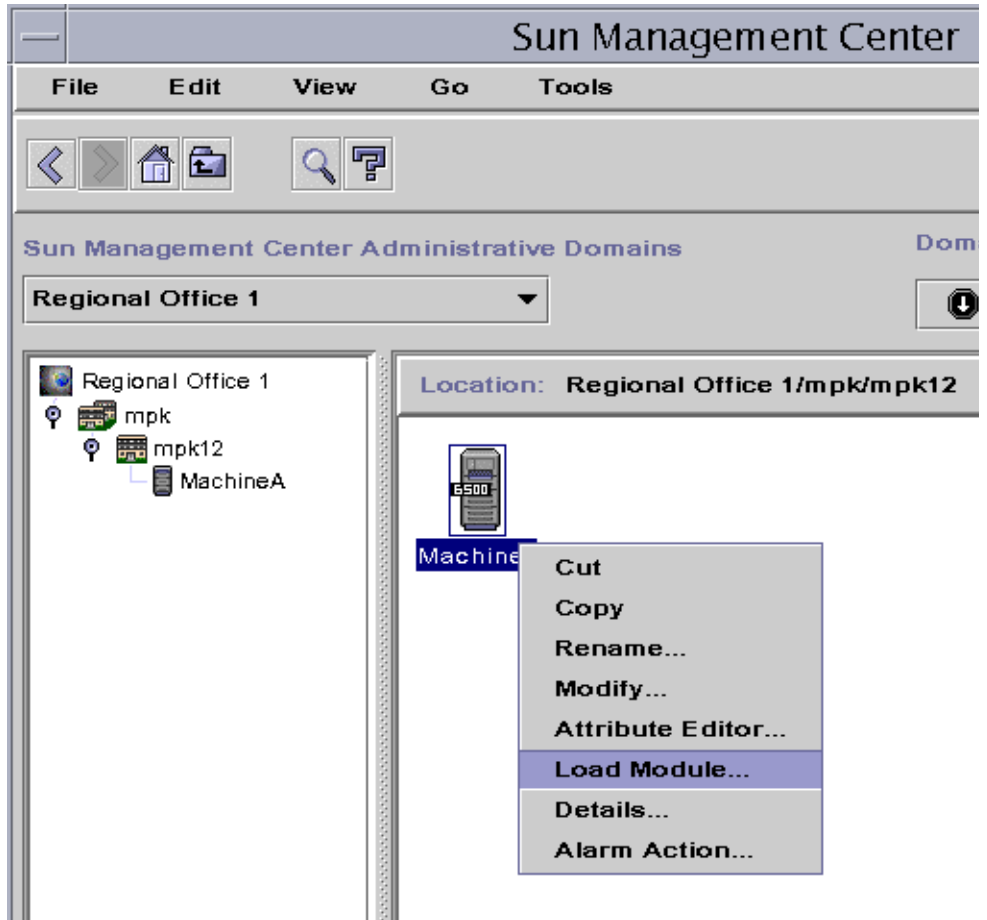 Sun Management Center
File Edit View Go Tools
Sun Management Center Administrative Domains
Dom
Regional Office 1
Regional Office 1
mpk
mpk12
MachineA
Location: Regional Office 1/mpk/mpk12
6500
Machine
Cut
Copy
Rename...
Modify...
Attribute Editor...
Load Module...
Details...
Alarm Action...